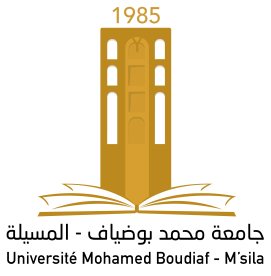 1985
جامعة محمد بوضياف - المسيلة
Université Mohamed Boudiaf - M'sila